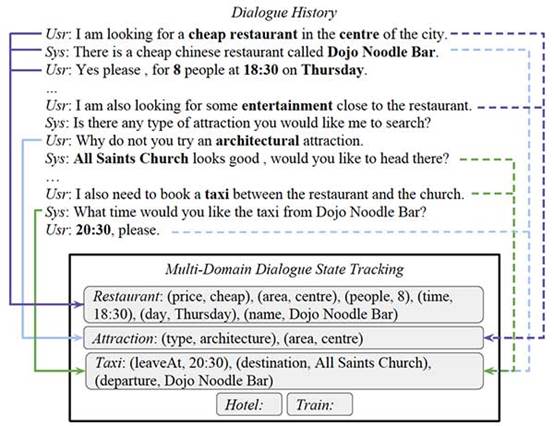 Dialogue History
Usr: I am looking for a cheap restaurant in the centre of the city.
Sys: There is a cheap chinese restaurant called Dojo Noodle Bar.
Usr: Yes please , for 8 people at 18:30 on Thursday.
...
Usr: I am also looking for some entertainment close to the restaurant.
Sys: Is there any type of attraction you would like me to search?
Usr: Why do not you try an architectural attraction.
Sys: All Saints Church looks good , would you like to head there?
...
Usr: I also need to book a taxi between the restaurant and the church.
Sys: What time would you like the taxi from Dojo Noodle Bar?
Usr: 20:30, please.
Multi-Domain Dialogue State Tracking
Restaurant: (price, cheap), (area, centre), (people, 8), (time,
18:30), (day, Thursday), (name, Dojo Noodle Bar)
Attraction: (type, architecture), (area, centre)
Taxi: (leaveAt, 20:30), (destination, All Saints Church),
(departure, Dojo Noodle Bar)
Hotel: Train: